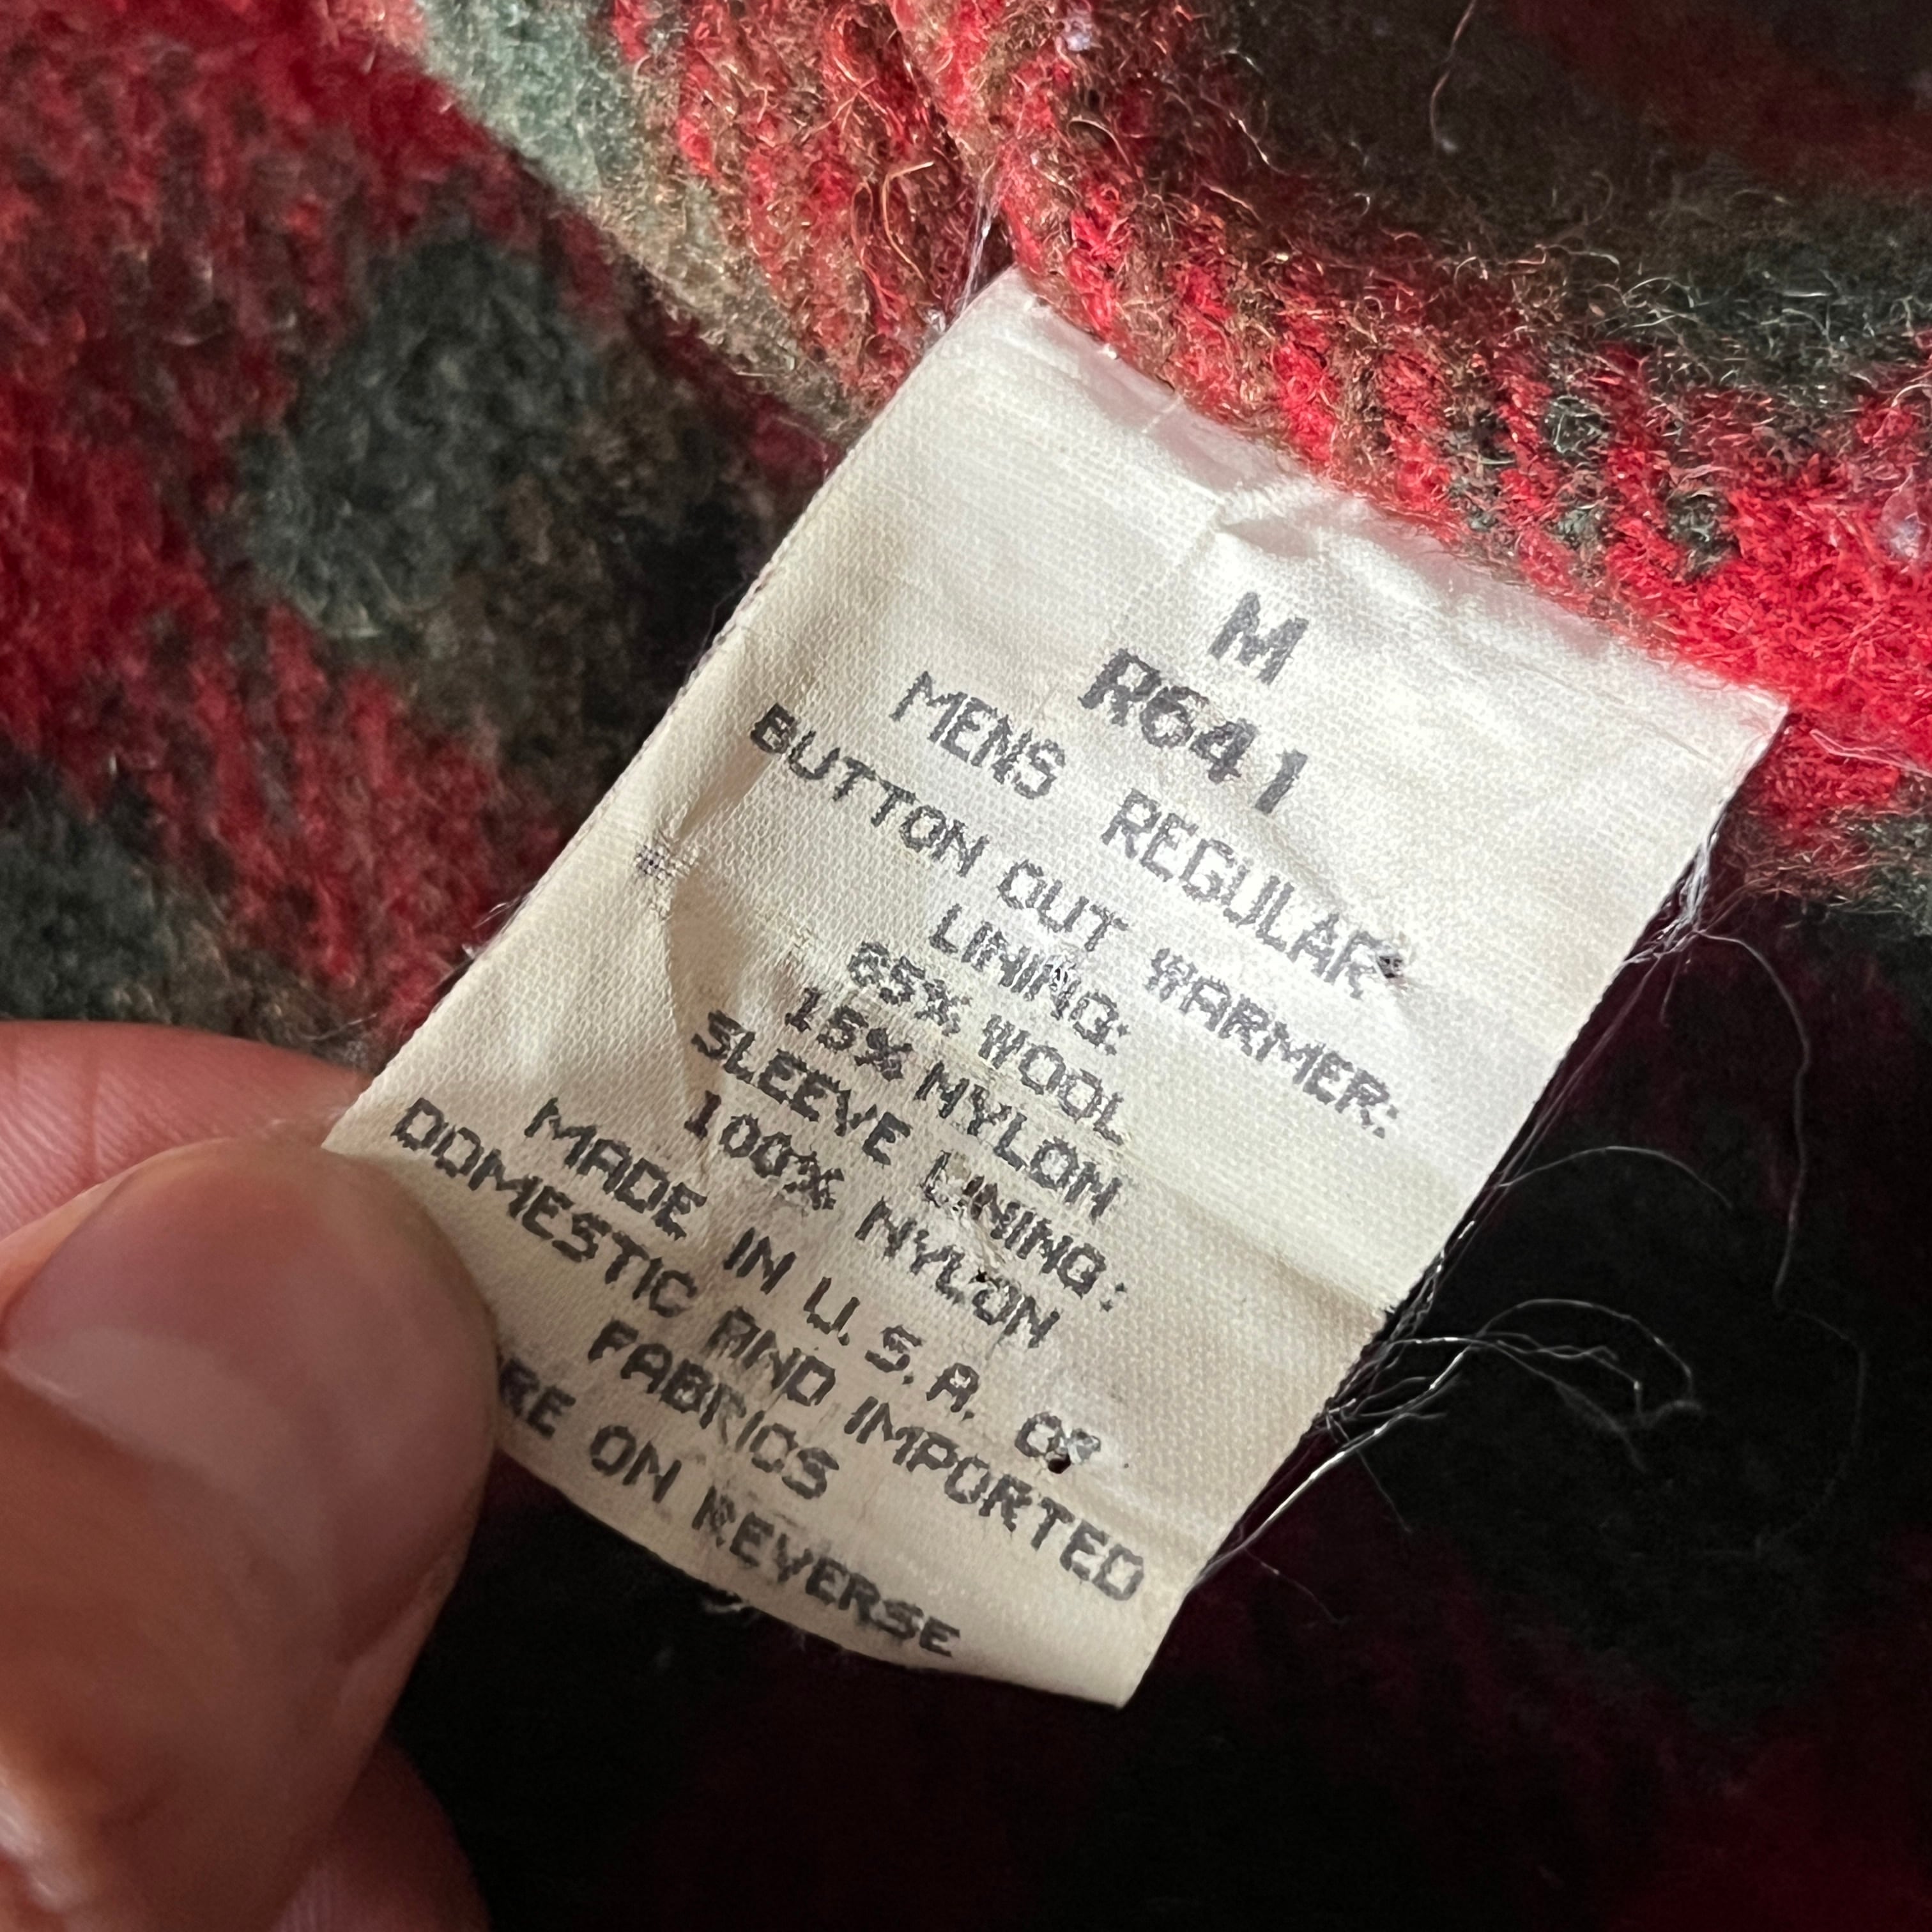 M
R641
MENS REGULAR
BUTTON OUT WARMER:
LINING:
85% WOOL
15% NYLON
SLEEVE LINING:
100% NYLON
MADE IN U.S.A. OF
DOMESTIC AND IMPORTED
FABRICS
ON REVERSE